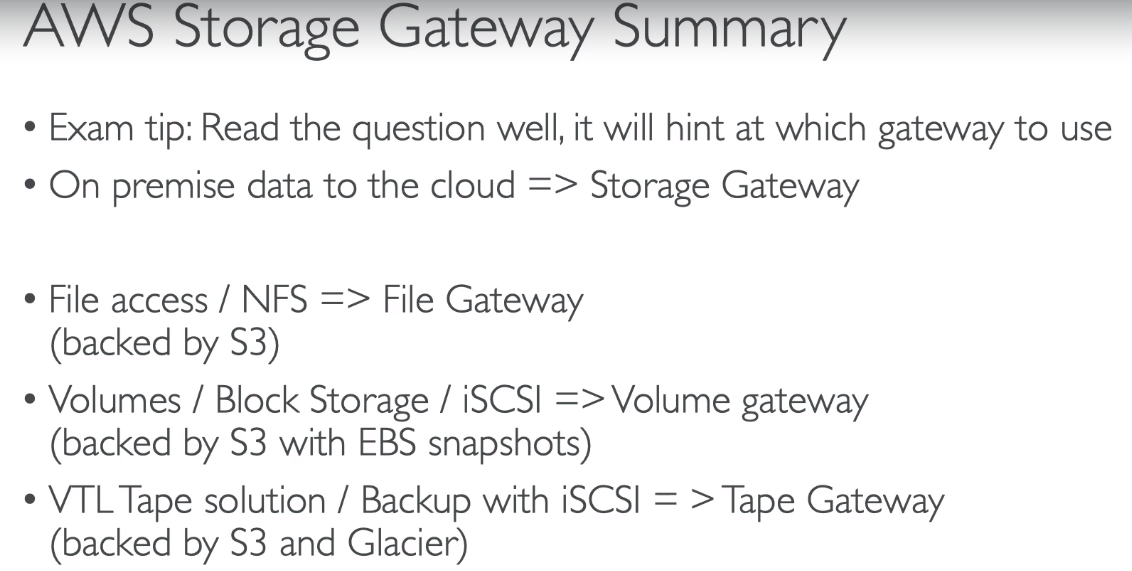 AWS Storage Gateway Summary
• Exam tip: Read the question well, it will hint at which gateway to use
• On premise data to the cloud => Storage Gateway
• File access / NFS => File Gateway
(backed by S3)
• Volumes / Block Storage / iSCSI => Volume gateway
(backed by S3 with EBS snapshots)
• VTL Tape solution / Backup with iSCSI = > Tape Gateway
(backed by S3 and Glacier)